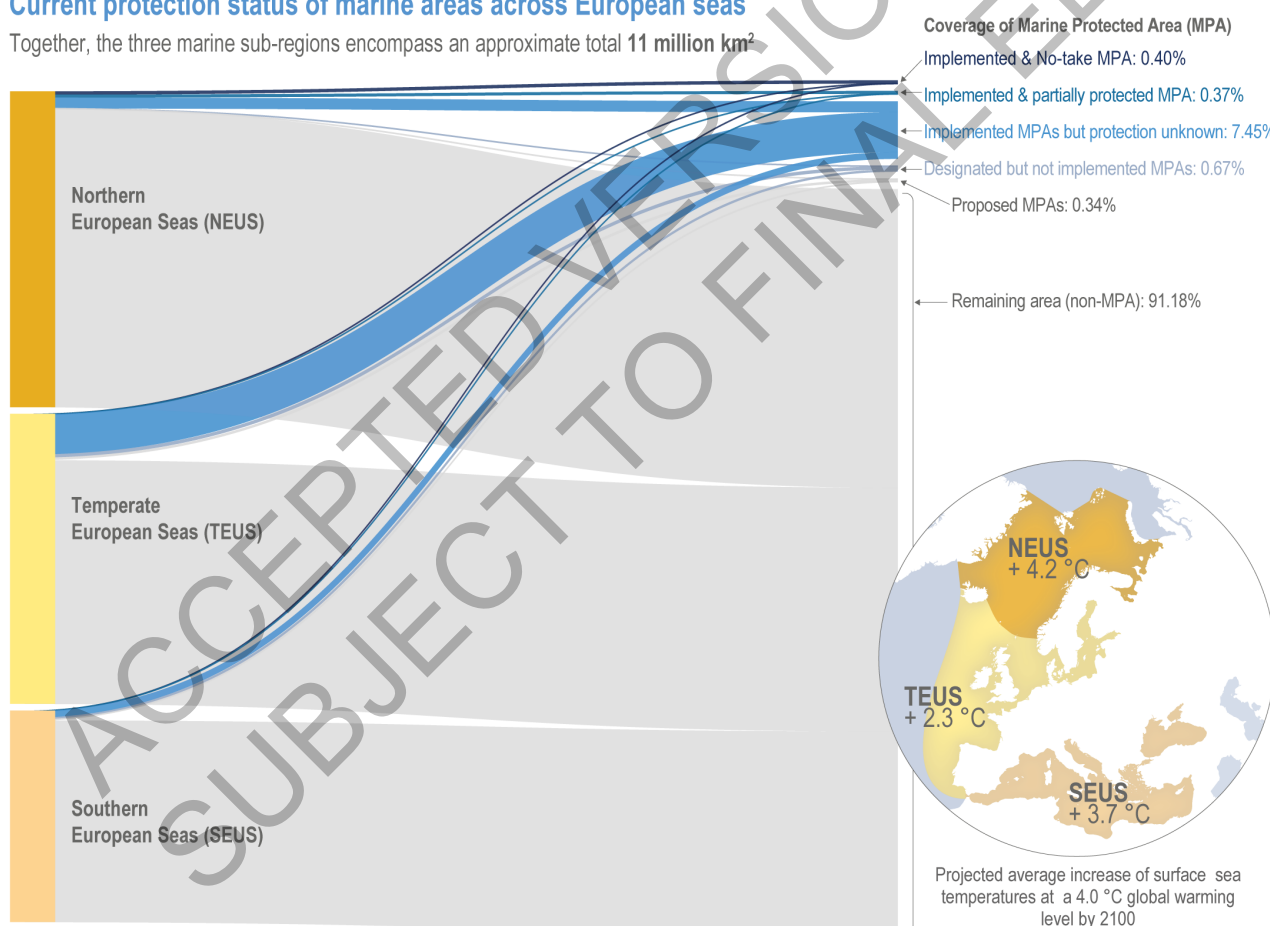 Current protection status of marine areas across European seas
Together, the three marine sub-regions encompass an approximate total 11 million km²
Coverage of Marine Protected Area (MPA)
Implemented & No-take MPA: 0.40%
Implemented & partially protected MPA: 0.37%
Implemented MPAs but protection unknown: 7.45%
Designated but not implemented MPAs: 0.67%
Proposed MPAs: 0.34%
Remaining area (non-MPA): 91.18%
Northern
European Seas (NEUS)
Temperate
European Seas (TEUS)
Southern
European Seas (SEUS)
NEUS
+ 4.2 °C
TEUS
+ 2.3 °C
SEUS
+ 3.7 °C
Projected average increase of surface sea
temperatures at a 4.0 °C global warming
level by 2100
ACCEPTED VERSIO
SUBJECT TO FINAL E